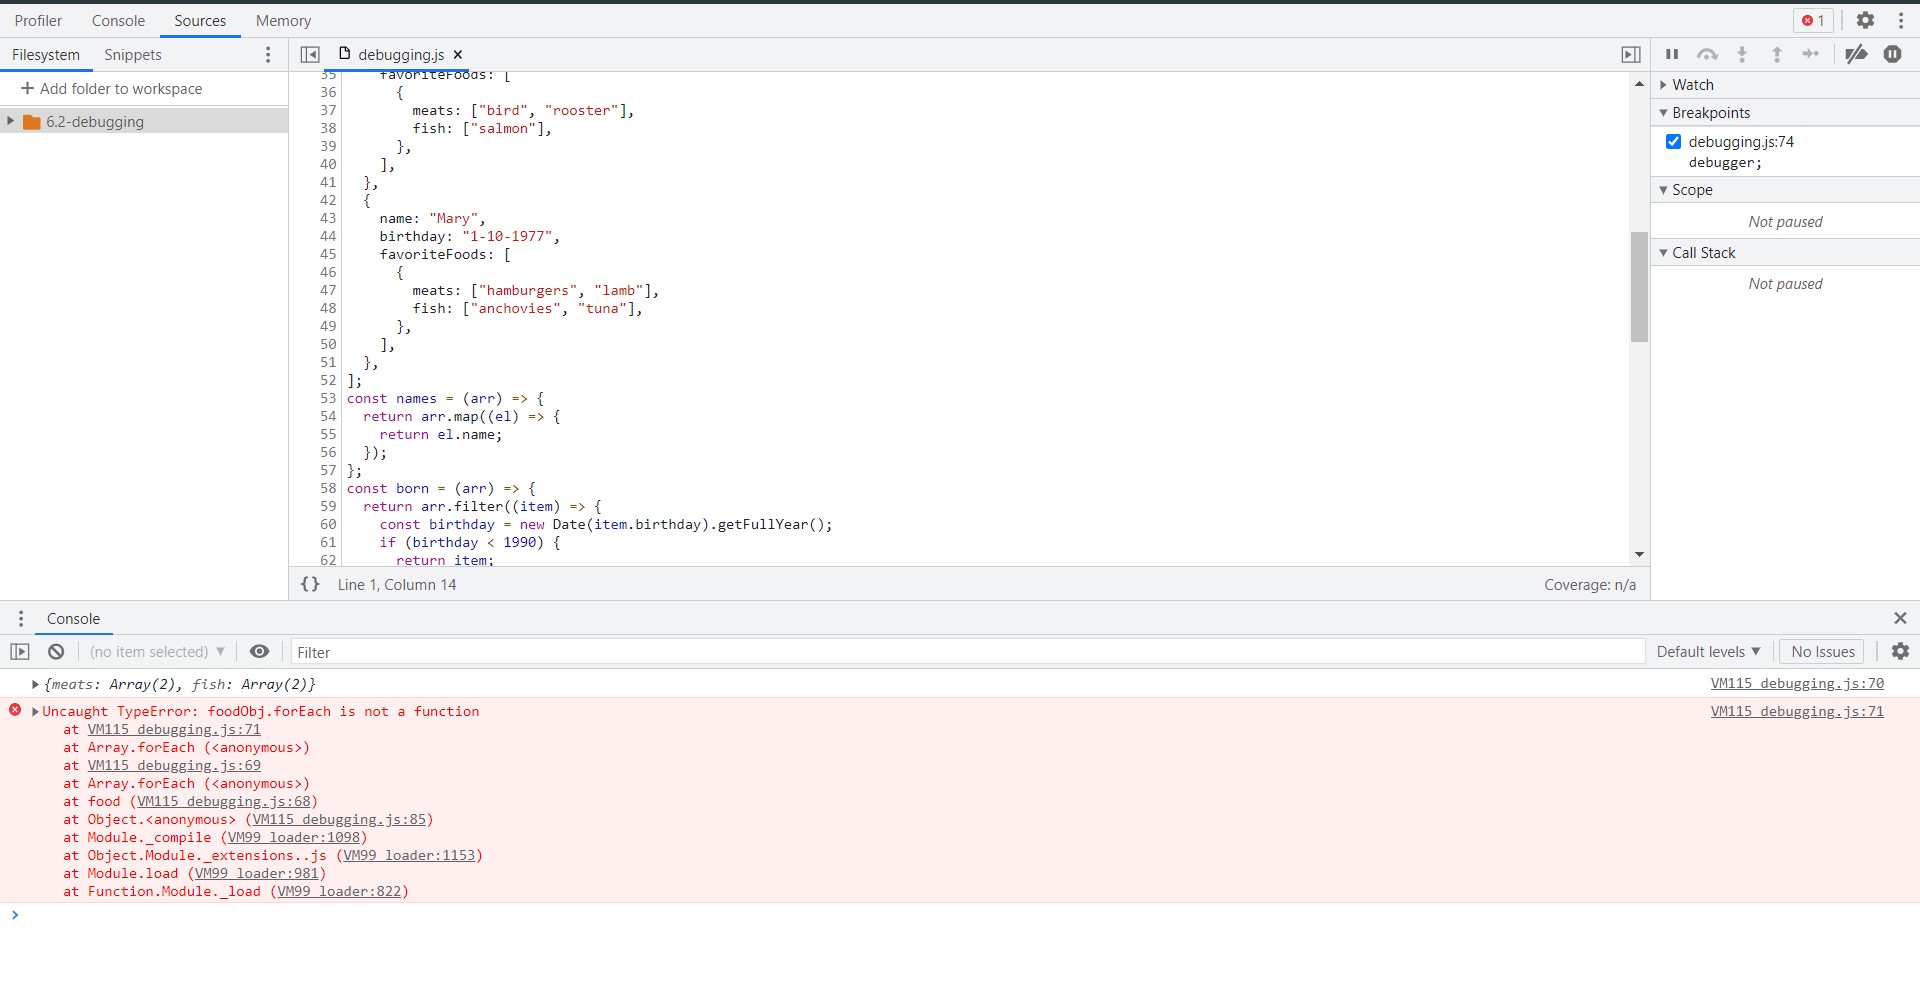 Profiler Console Sources Memory 1
Filesystem Snippets debugging.js ×
+ Add folder to workspace
6.2-debugging
35 favoriteFoods: [
36 {
37 meats: ["bird", "rooster"],
38 fish: ["salmon"],
39 },
40 ],
41 },
42 {
43 name: "Mary",
44 birthday: "1-10-1977",
45 favoriteFoods: [
46 {
47 meats: ["hamburgers", "lamb"],
48 fish: ["anchovies", "tuna"],
49 },
50 ],
51 },
52 ];
53 const names = (arr) => {
54 return arr.map((el) => {
55 return el.name;
56 });
57 };
58 const born = (arr) => {
59 return arr.filter((item) => {
60 const birthday = new Date(item.birthday).getFullYear();
61 if (birthday < 1990) {
62 return item;
{} Line 1, Column 14 Coverage: n/a
Watch
Breakpoints
debugging.js:74
debugger;
Scope
Not paused
Call Stack
Not paused
Console
(no item selected) Filter Default levels No Issues
{meats: Array(2), fish: Array(2)} VM115 debugging.js:70
Uncaught TypeError: foodObj.forEach is not a function VM115 debugging.js:71
at VM115 debugging.js:71
at Array.forEach (<anonymous>)
at VM115 debugging.js:69
at Array.forEach (<anonymous>)
at food (VM115 debugging.js:68)
at Object.<anonymous> (VM115 debugging.js:85)
at Module._compile (VM99 loader:1098)
at Object.Module._extensions..js (VM99 loader:1153)
at Module.load (VM99 loader:981)
at Function.Module._load (VM99 loader:822)